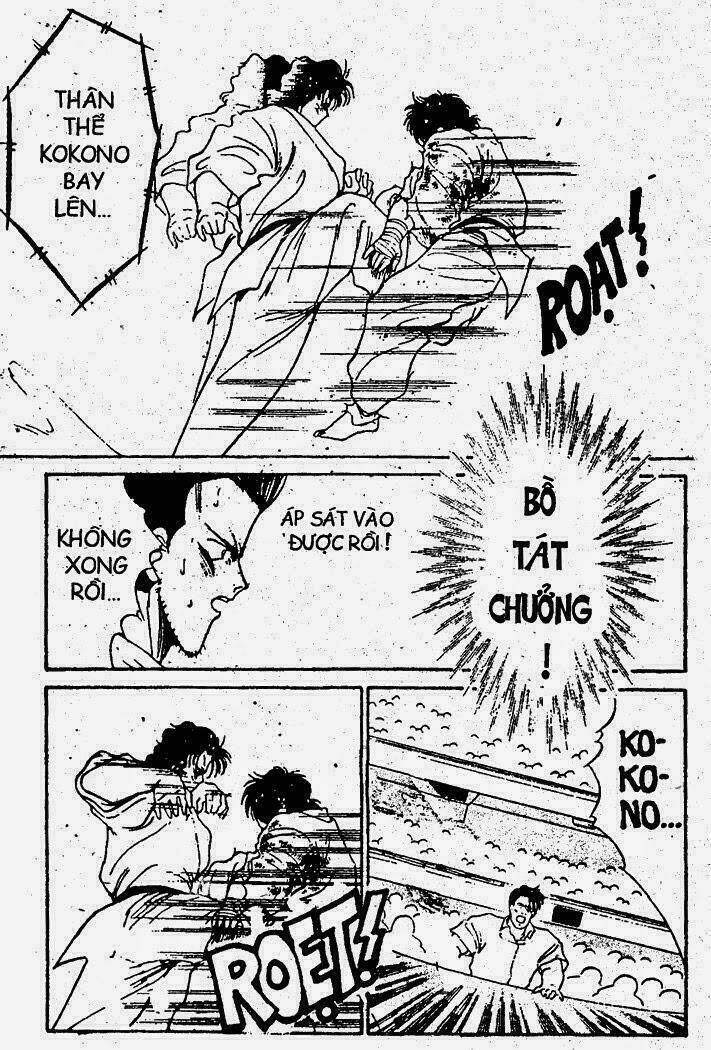 THÂN
THỂ
KOKONO
BAY
LÊN...
ROẠT!
BỒ
TÁT
CHƯỞNG
!
ÁP SÁT VÀO
ĐƯỢC RỒI!
KHÔNG
XONG
RỒI...
ROẸT!!
KO-
KO-
NO...